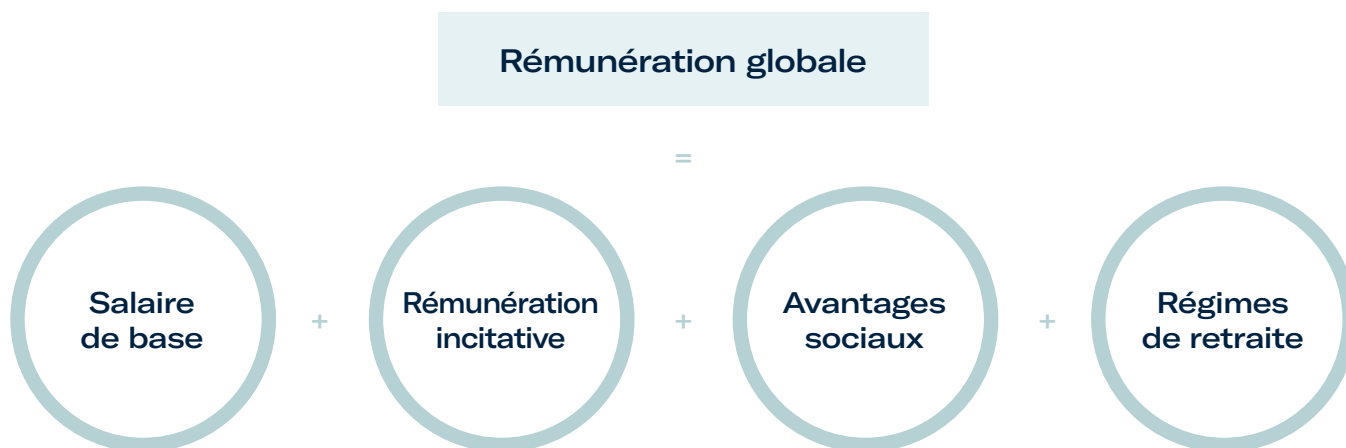 Rémunération globale
=
Salaire
de base
+
Rémunération
incitative
+
Avantages
sociaux
+
Régimes
de retraite